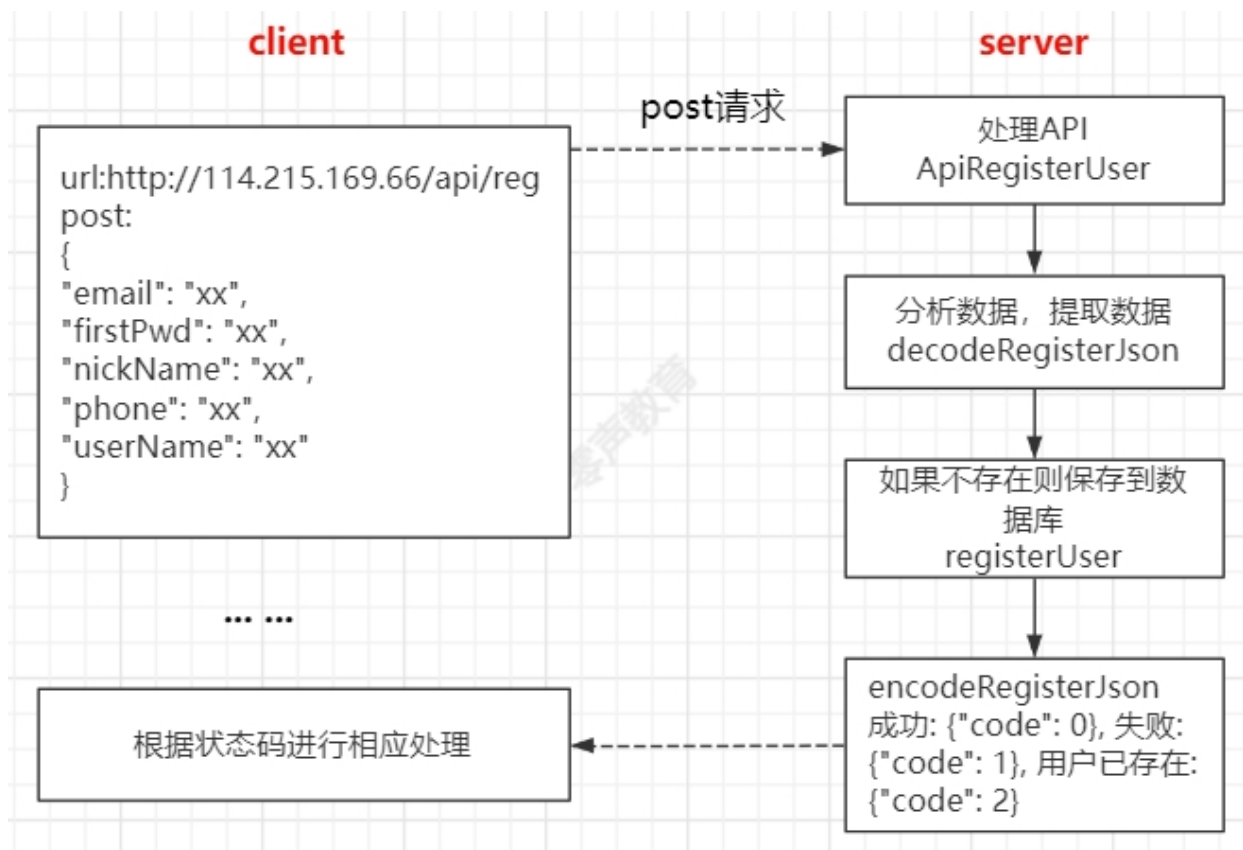 client
server
post请求
url:http://114.215.169.66/api/reg
post:
{
"email": "xx",
"firstPwd": "xx",
"nickName": "xx",
"phone": "xx",
"userName": "xx"
}
... ...
根据状态码进行相应处理
处理API
ApiRegisterUser
分析数据，提取数据
decodeRegisterJson
如果不存在则保存到数
据库
registerUser
encodeRegisterJson
成功: {"code": 0}, 失败:
{"code": 1}, 用户已存在:
{"code": 2}
零声教育